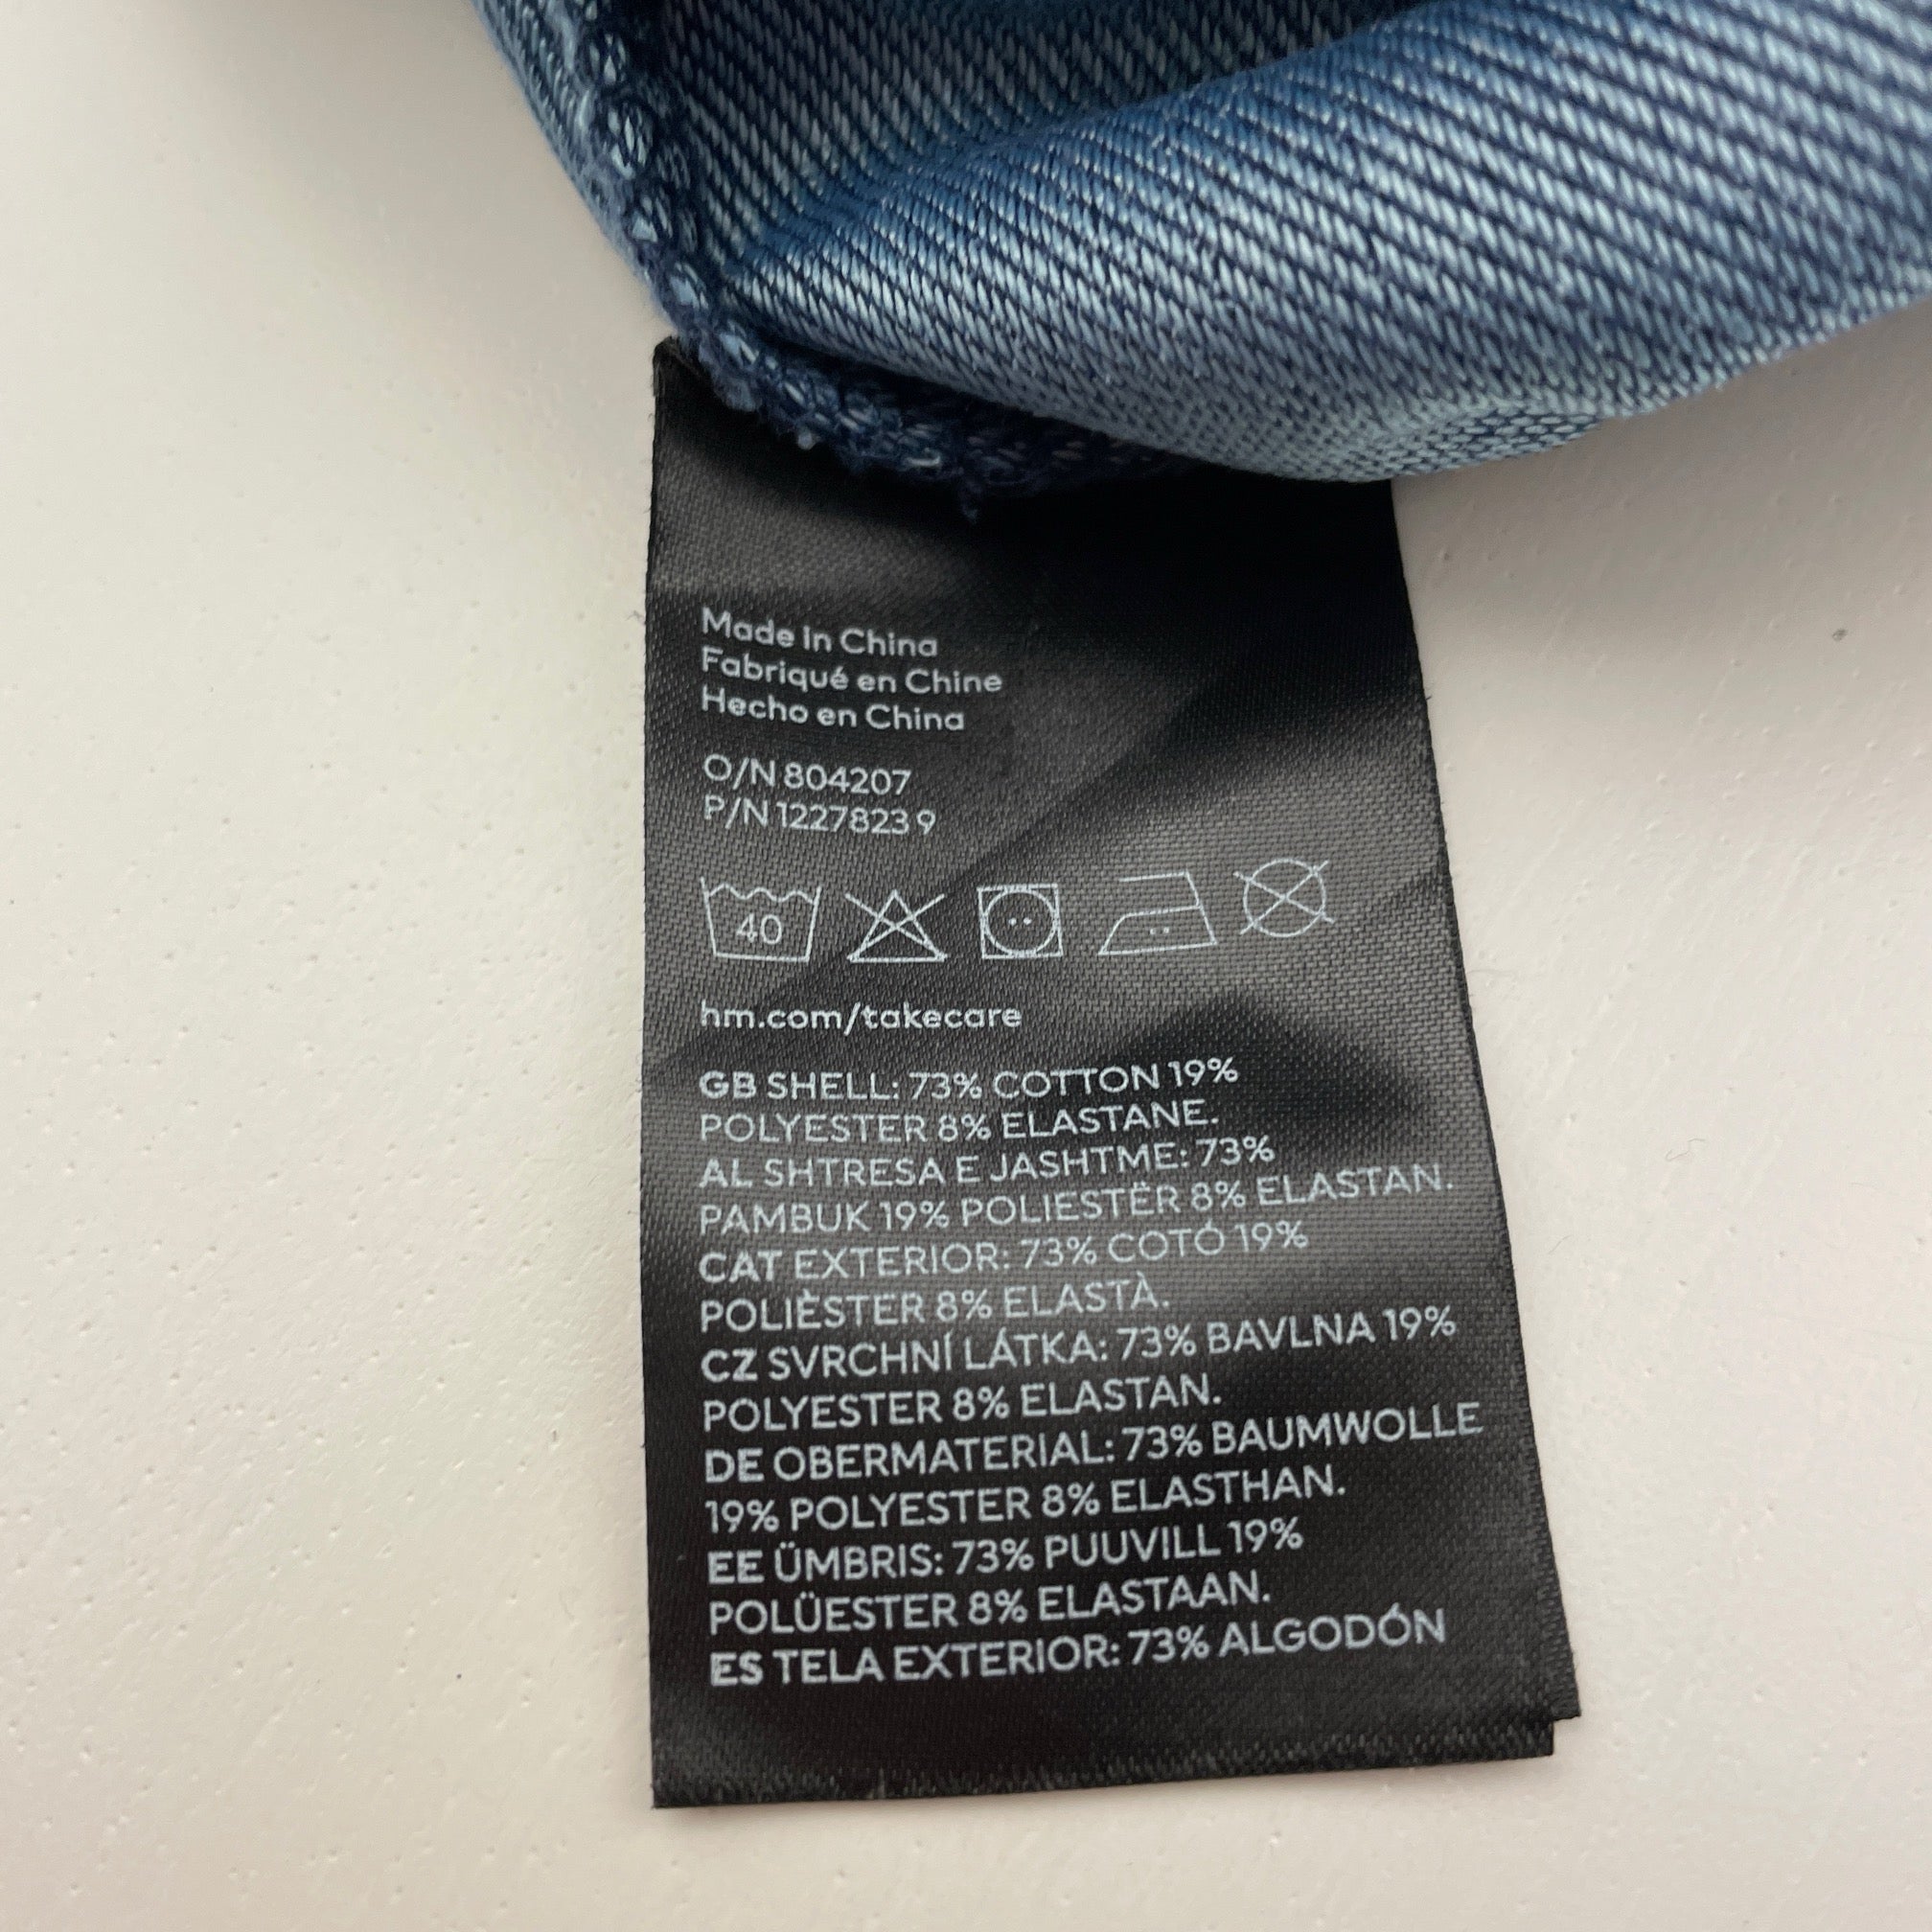 Made in China
Fabriqué en Chine
Hecho en China
O/N 804207
P/N 1227823 9
40
hm.com/takecare
GB SHELL: 73% COTTON 19%
POLYESTER 8% ELASTANE.
AL SHTRESA E JASHTME: 73%
PAMBUK 19% POLIESTËR 8% ELASTAN.
CAT EXTERIOR: 73% COTÓ 19%
POLIÈSTER 8% ELASTÀ.
CZ SVRCHNÍ LÁTKA: 73% BAVLNA 19%
POLYESTER 8% ELASTAN.
DE OBERMATERIAL: 73% BAUMWOLLE
19% POLYESTER 8% ELASTHAN.
EE ÜMBRIS: 73% PUUVILL 19%
POLÜESTER 8% ELASTAAN.
ES TELA EXTERIOR: 73% ALGODÓN